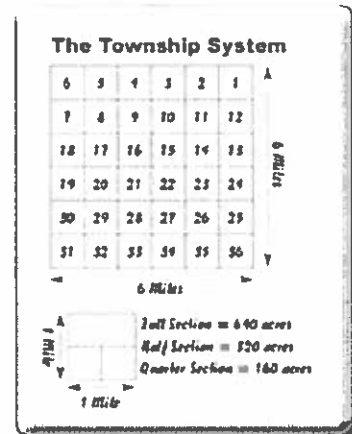 The Township System
6 5 4 3 2 1
7 8 9 10 11 12
18 17 16 15 14 13
19 20 21 22 23 24
30 29 28 27 26 25
31 32 33 34 35 36
6 Miles
6 Miles
1 Mile
Full Section = 640 acres
Half Section = 320 acres
Quarter Section = 160 acres
1 Mile